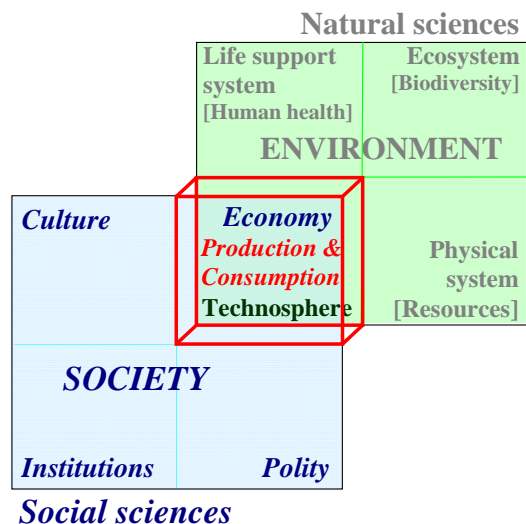 Natural sciences
Life support
system
[Human health]
Ecosystem
[Biodiversity]
ENVIRONMENT
Culture
Economy
Production &
Consumption
Technosphere
Physical
system
[Resources]
SOCIETY
Institutions
Polity
Social sciences